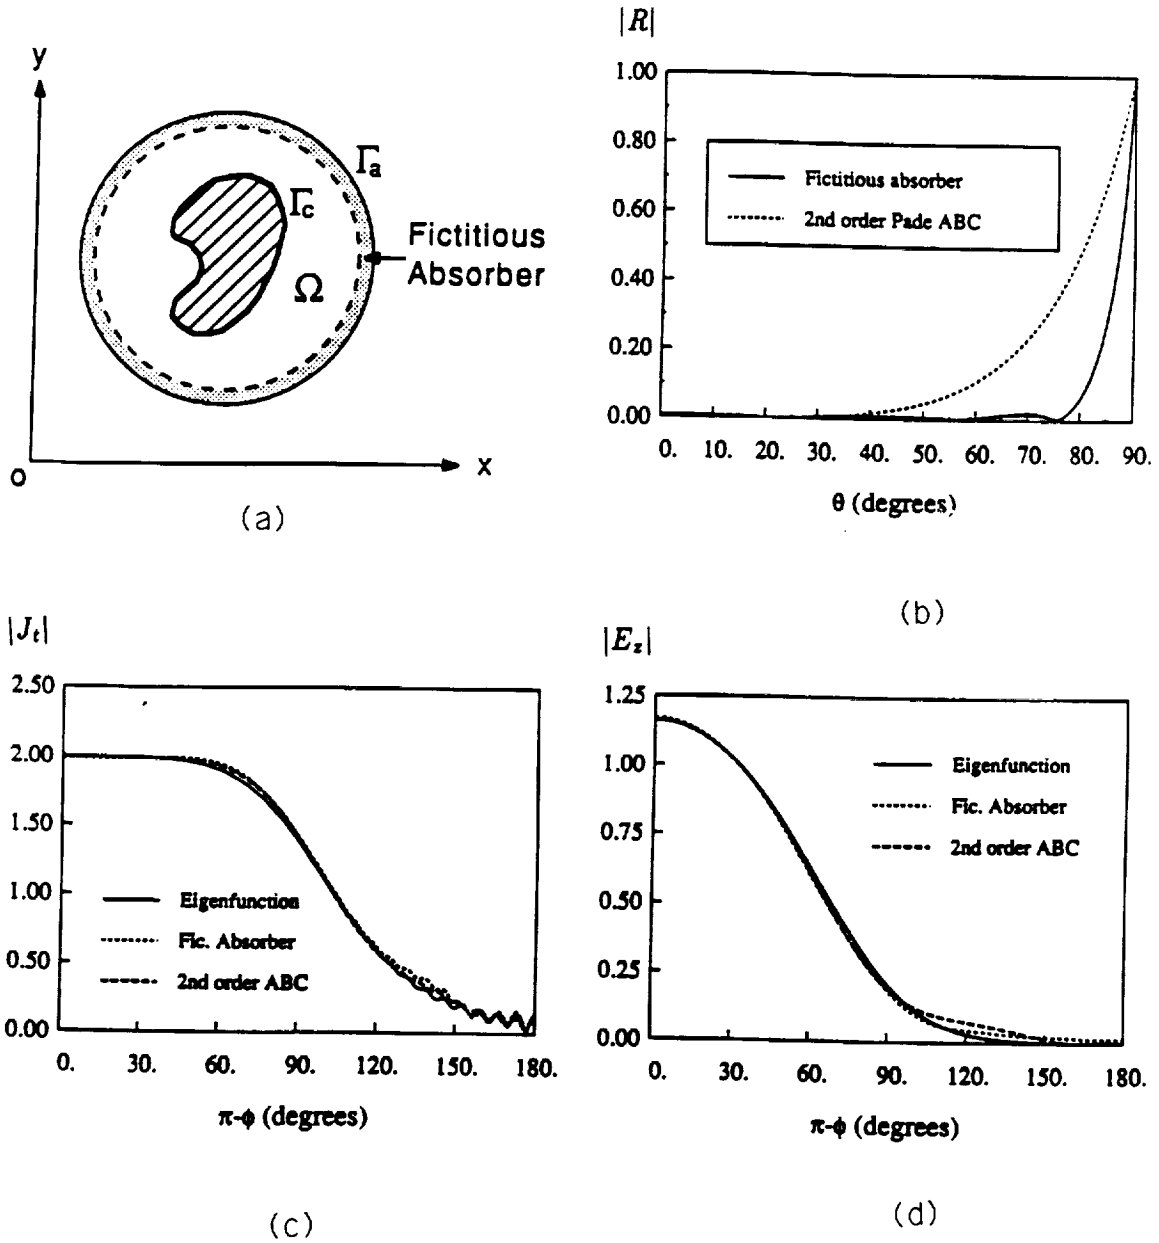 y
Γa
Γc
Fictitious
Absorber
Ω
O
x
(a)
|R|
1.00
0.80
0.60
0.40
0.20
0.00
Fictitious absorber
2nd order Pade ABC
0. 10. 20. 30. 40. 50. 60. 70. 80. 90.
θ (degrees)
(b)
|Jt|
2.50
2.00
1.50
1.00
0.50
0.00
Eigenfunction
Fic. Absorber
2nd order ABC
0. 30. 60. 90. 120. 150. 180.
π-ϕ (degrees)
(c)
|Ez|
1.25
1.00
0.75
0.50
0.25
0.00
Eigenfunction
Fic. Absorber
2nd order ABC
0. 30. 60. 90. 120. 150. 180.
π-ϕ (degrees)
(d)